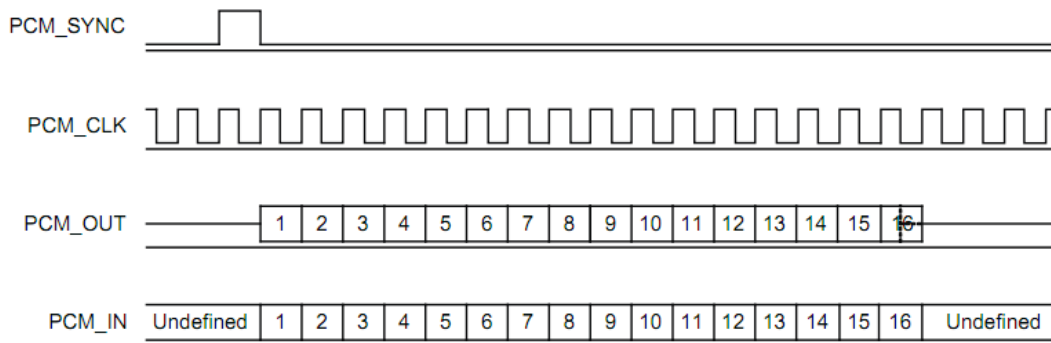 PCM_SYNC
PCM_CLK
PCM_OUT 1 2 3 4 5 6 7 8 9 10 11 12 13 14 15 16
PCM_IN Undefined 1 2 3 4 5 6 7 8 9 10 11 12 13 14 15 16 Undefined